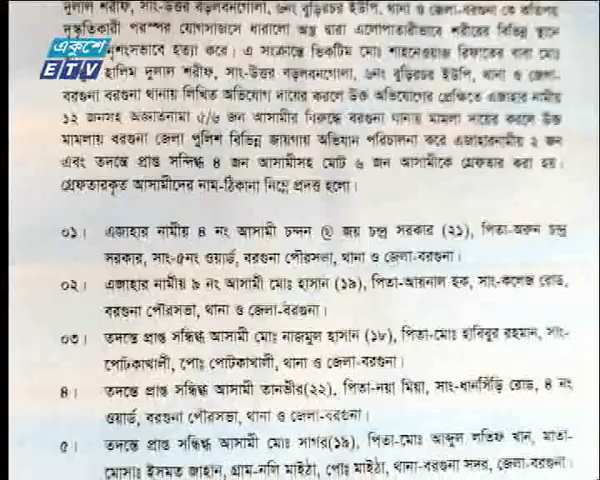 দুলাল শরীফ, সাং-উত্তর বড়লবনগোলা, ৬নং বুড়িরচর ইউপি, থানা ও জেলা-বরগুনা কে কতিপয়
দুস্কৃতিকারী পরস্পর যোগসাজসে ধারালো অস্ত্র দ্বারা এলোপাতারীভাবে শরীরের বিভিন্ন স্থানে
নৃশংসভাবে হত্যা করে। এ সংক্রান্তে ভিকটিম মোঃ শাহনেওয়াজ রিফাতের বাবা মোঃ
হালিম দুলাল শরীফ, সাং-উত্তর বড়লবনগোলা, ৬নং বুড়িরচর ইউপি, থানা ও জেলা-
বরগুনা বরগুনা থানায় লিখিত অভিযোগ দায়ের করলে উক্ত অভিযোগের প্রেক্ষিতে এজাহার নামীয়
১২ জনসহ অজ্ঞাতনামা ৫/৬ জন আসামীর বিরুদ্ধে বরগুনা থানায় মামলা দায়ের করলে উক্ত
মামলায় বরগুনা জেলা পুলিশ বিভিন্ন জায়গায় অভিযান পরিচালনা করে এজাহারনামীয় ২ জন
এবং তদন্তে প্রাপ্ত সন্দিগ্ধ ৪ জন আসামীসহ মোট ৬ জন আসামীকে গ্রেফতার করা হয়।
গ্রেফতারকৃত আসামীদের নাম-ঠিকানা নিম্নে প্রদত্ত হলো।
০১। এজাহার নামীয় ৪ নং আসামী চন্দন @ জয় চন্দ্র সরকার (২১), পিতা-অরুন চন্দ্র
সরকার, সাং-৫নং ওয়ার্ড, বরগুনা পৌরসভা, থানা ও জেলা-বরগুনা।
০২। এজাহার নামীয় ৯ নং আসামী মোঃ হাসান (১৯), পিতা-আয়নাল হক, সাং-কলেজ রোড,
বরগুনা পৌরসভা, থানা ও জেলা-বরগুনা।
০৩। তদন্তে প্রাপ্ত সন্ধিগ্ধ আসামী মোঃ নাজমুল হাসান (১৮), পিতা-মোঃ হাবিবুর রহমান, সাং-
পোটকাখালী, পোঃ পোটকাখালী, থানা ও জেলা-বরগুনা।
৪। তদন্তে প্রাপ্ত সন্ধিগ্ধ আসামী তানভীর(২২), পিতা-নয়া মিয়া, সাং-ধানসিঁড়ি রোড, ৪ নং
ওয়ার্ড, বরগুনা পৌরসভা, থানা ও জেলা-বরগুনা।
৫। তদন্তে প্রাপ্ত সন্ধিগ্ধ আসামী মোঃ সাগর(১৯), পিতা-মোঃ আব্দুল লতিফ খান, মাতা-
মোসাঃ ইসমত জাহান, গ্রাম-নলি মাইঠা, পোঃ মাইঠা, থানা-বরগুনা সদর, জেলা-বরগুনা।
একুশে
ETV